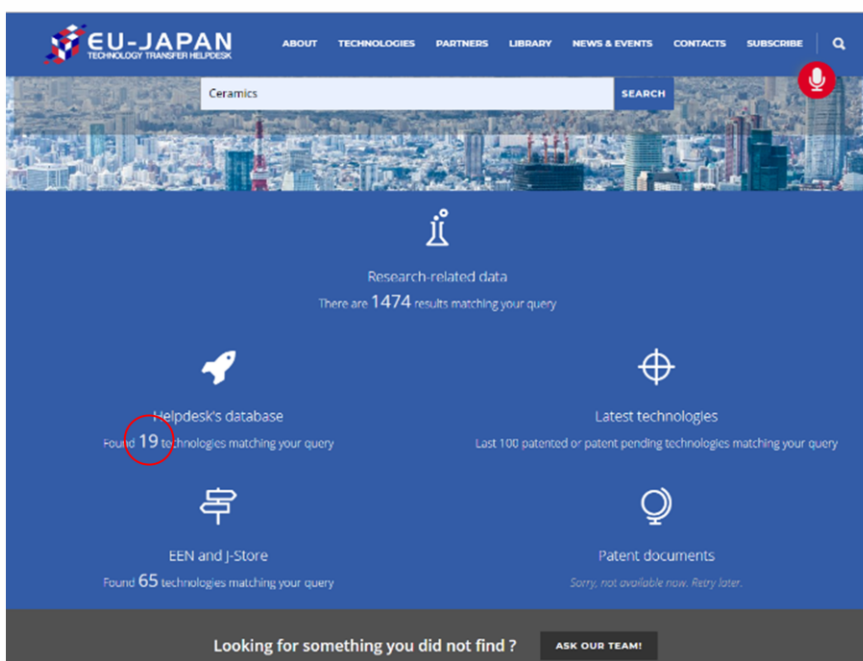 EU-JAPAN
TECHNOLOGY TRANSFER HELPDESK
ABOUT TECHNOLOGIES PARTNERS LIBRARY NEWS & EVENTS CONTACTS SUBSCRIBE
Ceramics SEARCH
Research-related data
There are 1474 results matching your query
Helpdesk's database
Found 19 technologies matching your query
Latest technologies
Last 100 patented or patent pending technologies matching your query
EEN and J-Store
Found 65 technologies matching your query
Patent documents
Sorry, not available now. Retry later.
Looking for something you did not find ? ASK OUR TEAM!